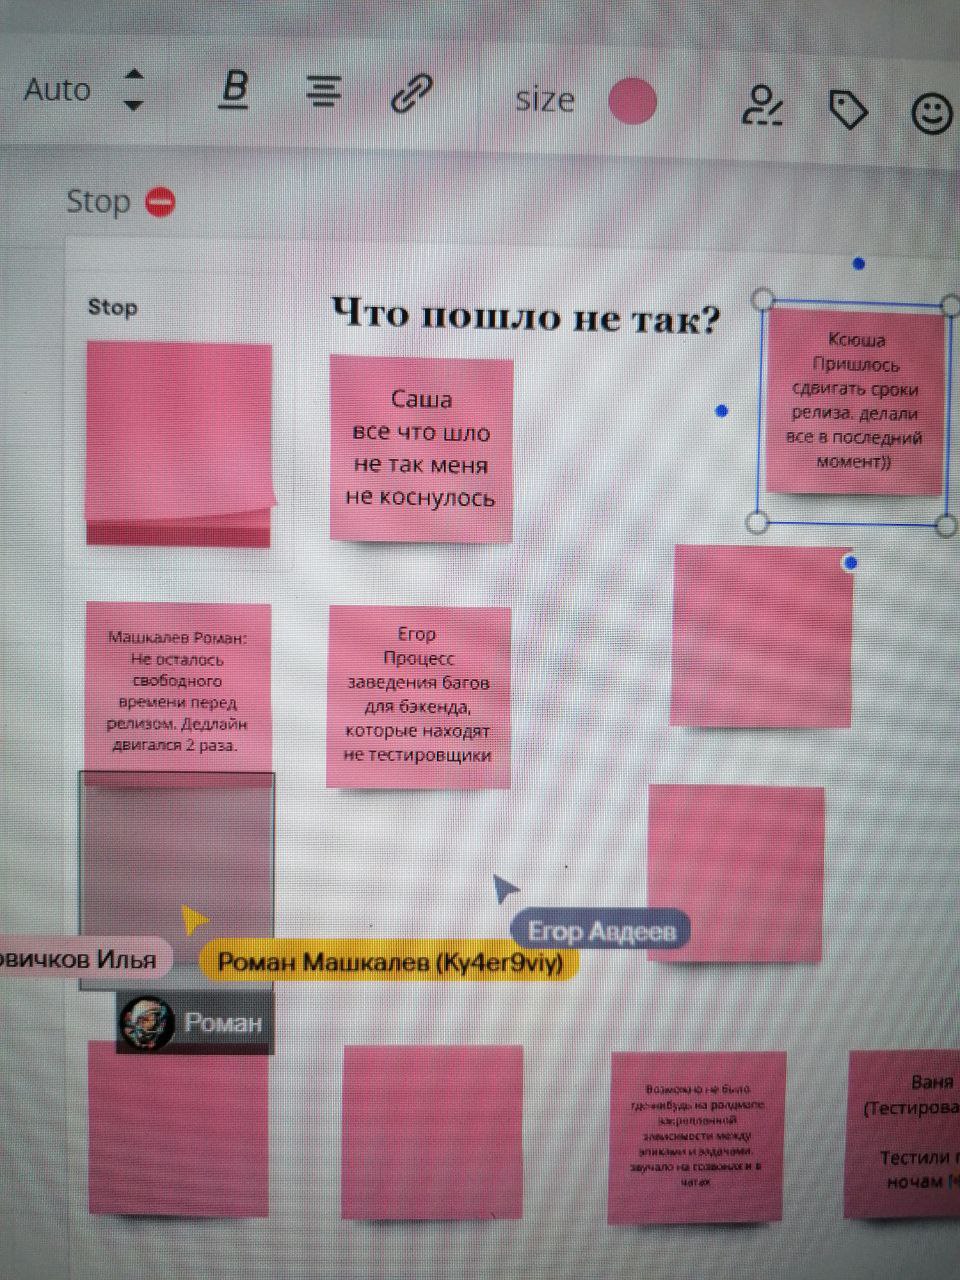 Auto
B
size
Stop
Stop
Что пошло не так?
Саша
все что шло
не так меня
не коснулось
Ксюша
Пришлось
сдвигать сроки
релиза. делали
все в последний
момент))
Машкалев Роман:
Не осталось
свободного
времени перед
релизом. Дедлайн
двигался 2 раза.
Егор
Процесс
заведения багов
для бэкенда,
которые находят
не тестировщики
Егор Авдеев
овичков Илья
Роман Машкалев (Ky4er9viy)
Роман
Возможно не было
где-нибудь на роадмапе
закрепленной
зависимости между
эпиками и задачами.
звучало на созвонах и в
чатах
Ваня
(Тестирова
Тестили
ночам